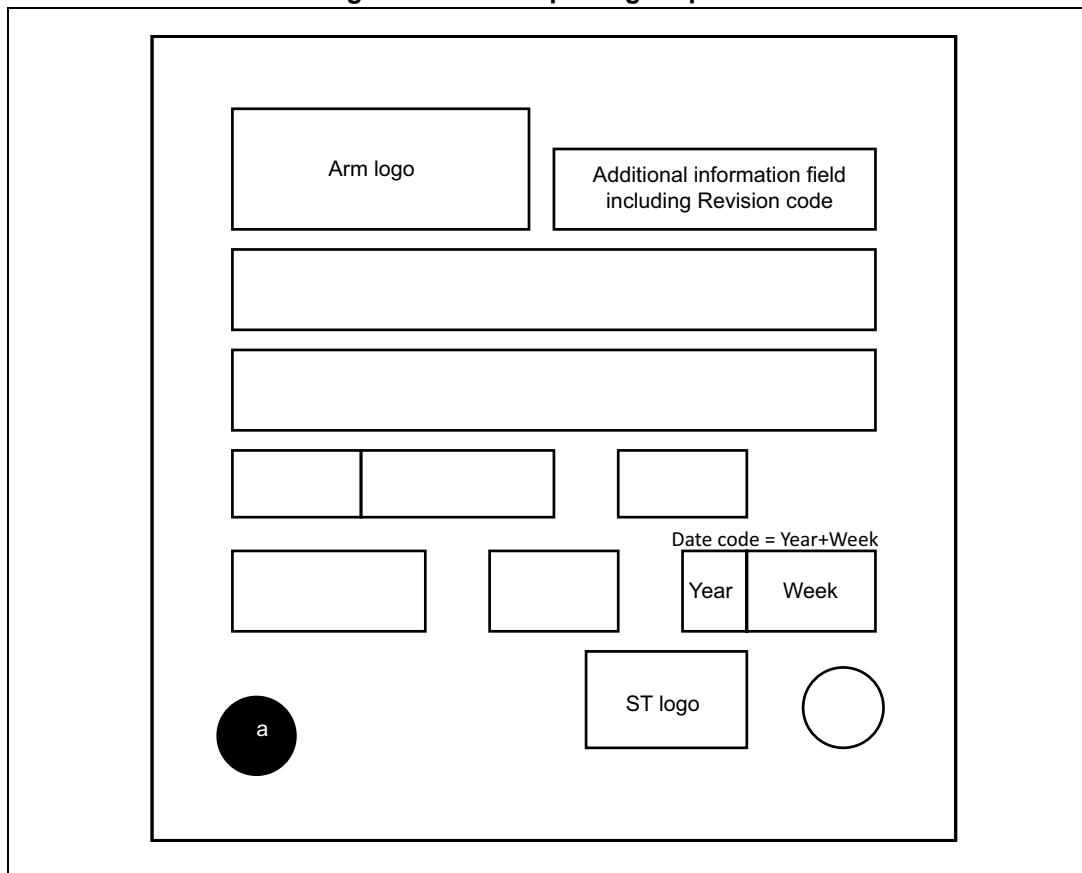 Arm logo
Additional information field
including Revision code
Date code = Year+Week
Year
Week
ST logo
a